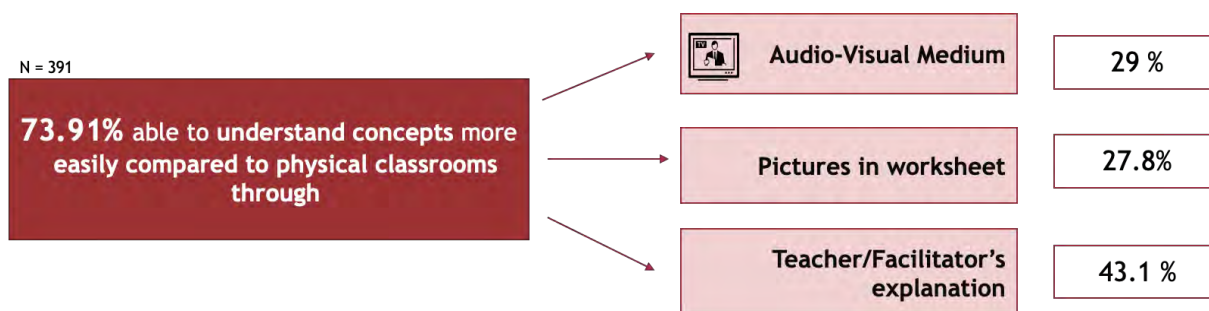 N = 391
73.91% able to understand concepts more
easily compared to physical classrooms
through
TV
Audio-Visual Medium
29 %
Pictures in worksheet
27.8%
Teacher/Facilitator's
explanation
43.1 %